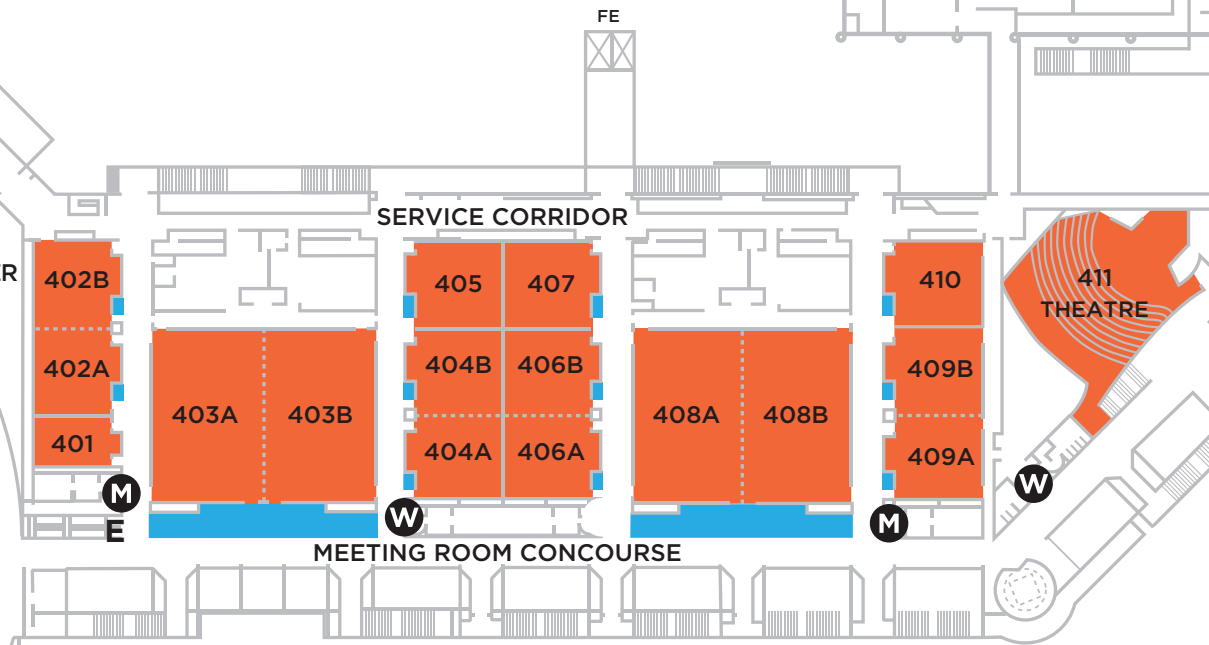 FE
SERVICE CORRIDOR
ER
402B
405
407
410
411
THEATRE
402A
404B
406B
409B
403A
403B
408A
408B
401
404A
406A
409A
M
W
W
M
E
MEETING ROOM CONCOURSE